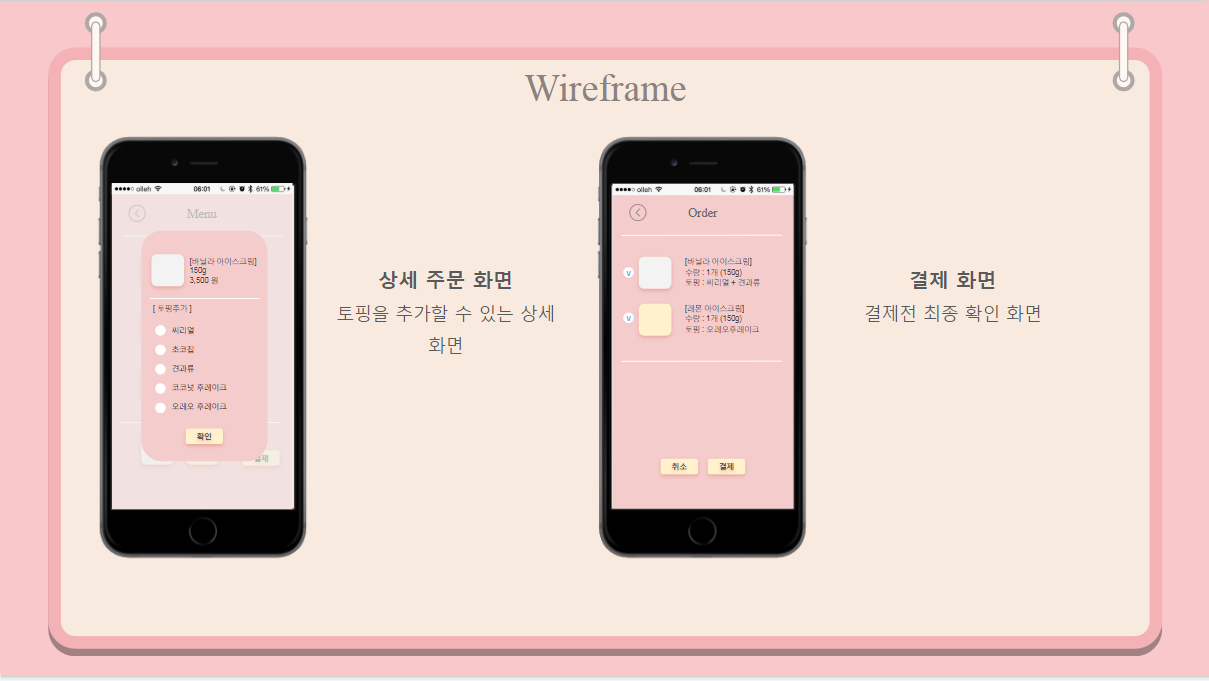 Wireframe
olleh 06:01 61%
Menu
[바닐라 아이스크림]
150g
3,500 원
[ 토핑추가 ]
씨리얼
초코칩
견과류
코코넛 후레이크
오레오 후레이크
확인
결제
상세 주문 화면
토핑을 추가할 수 있는 상세
화면
olleh 06:01 61%
Order
[바닐라 아이스크림]
v 수량 : 1개 (150g)
토핑 : 씨리얼 + 견과류
[레몬 아이스크림]
v 수량 : 1개 (150g)
토핑 : 오레오후레이크
취소 결제
결제 화면
결제전 최종 확인 화면